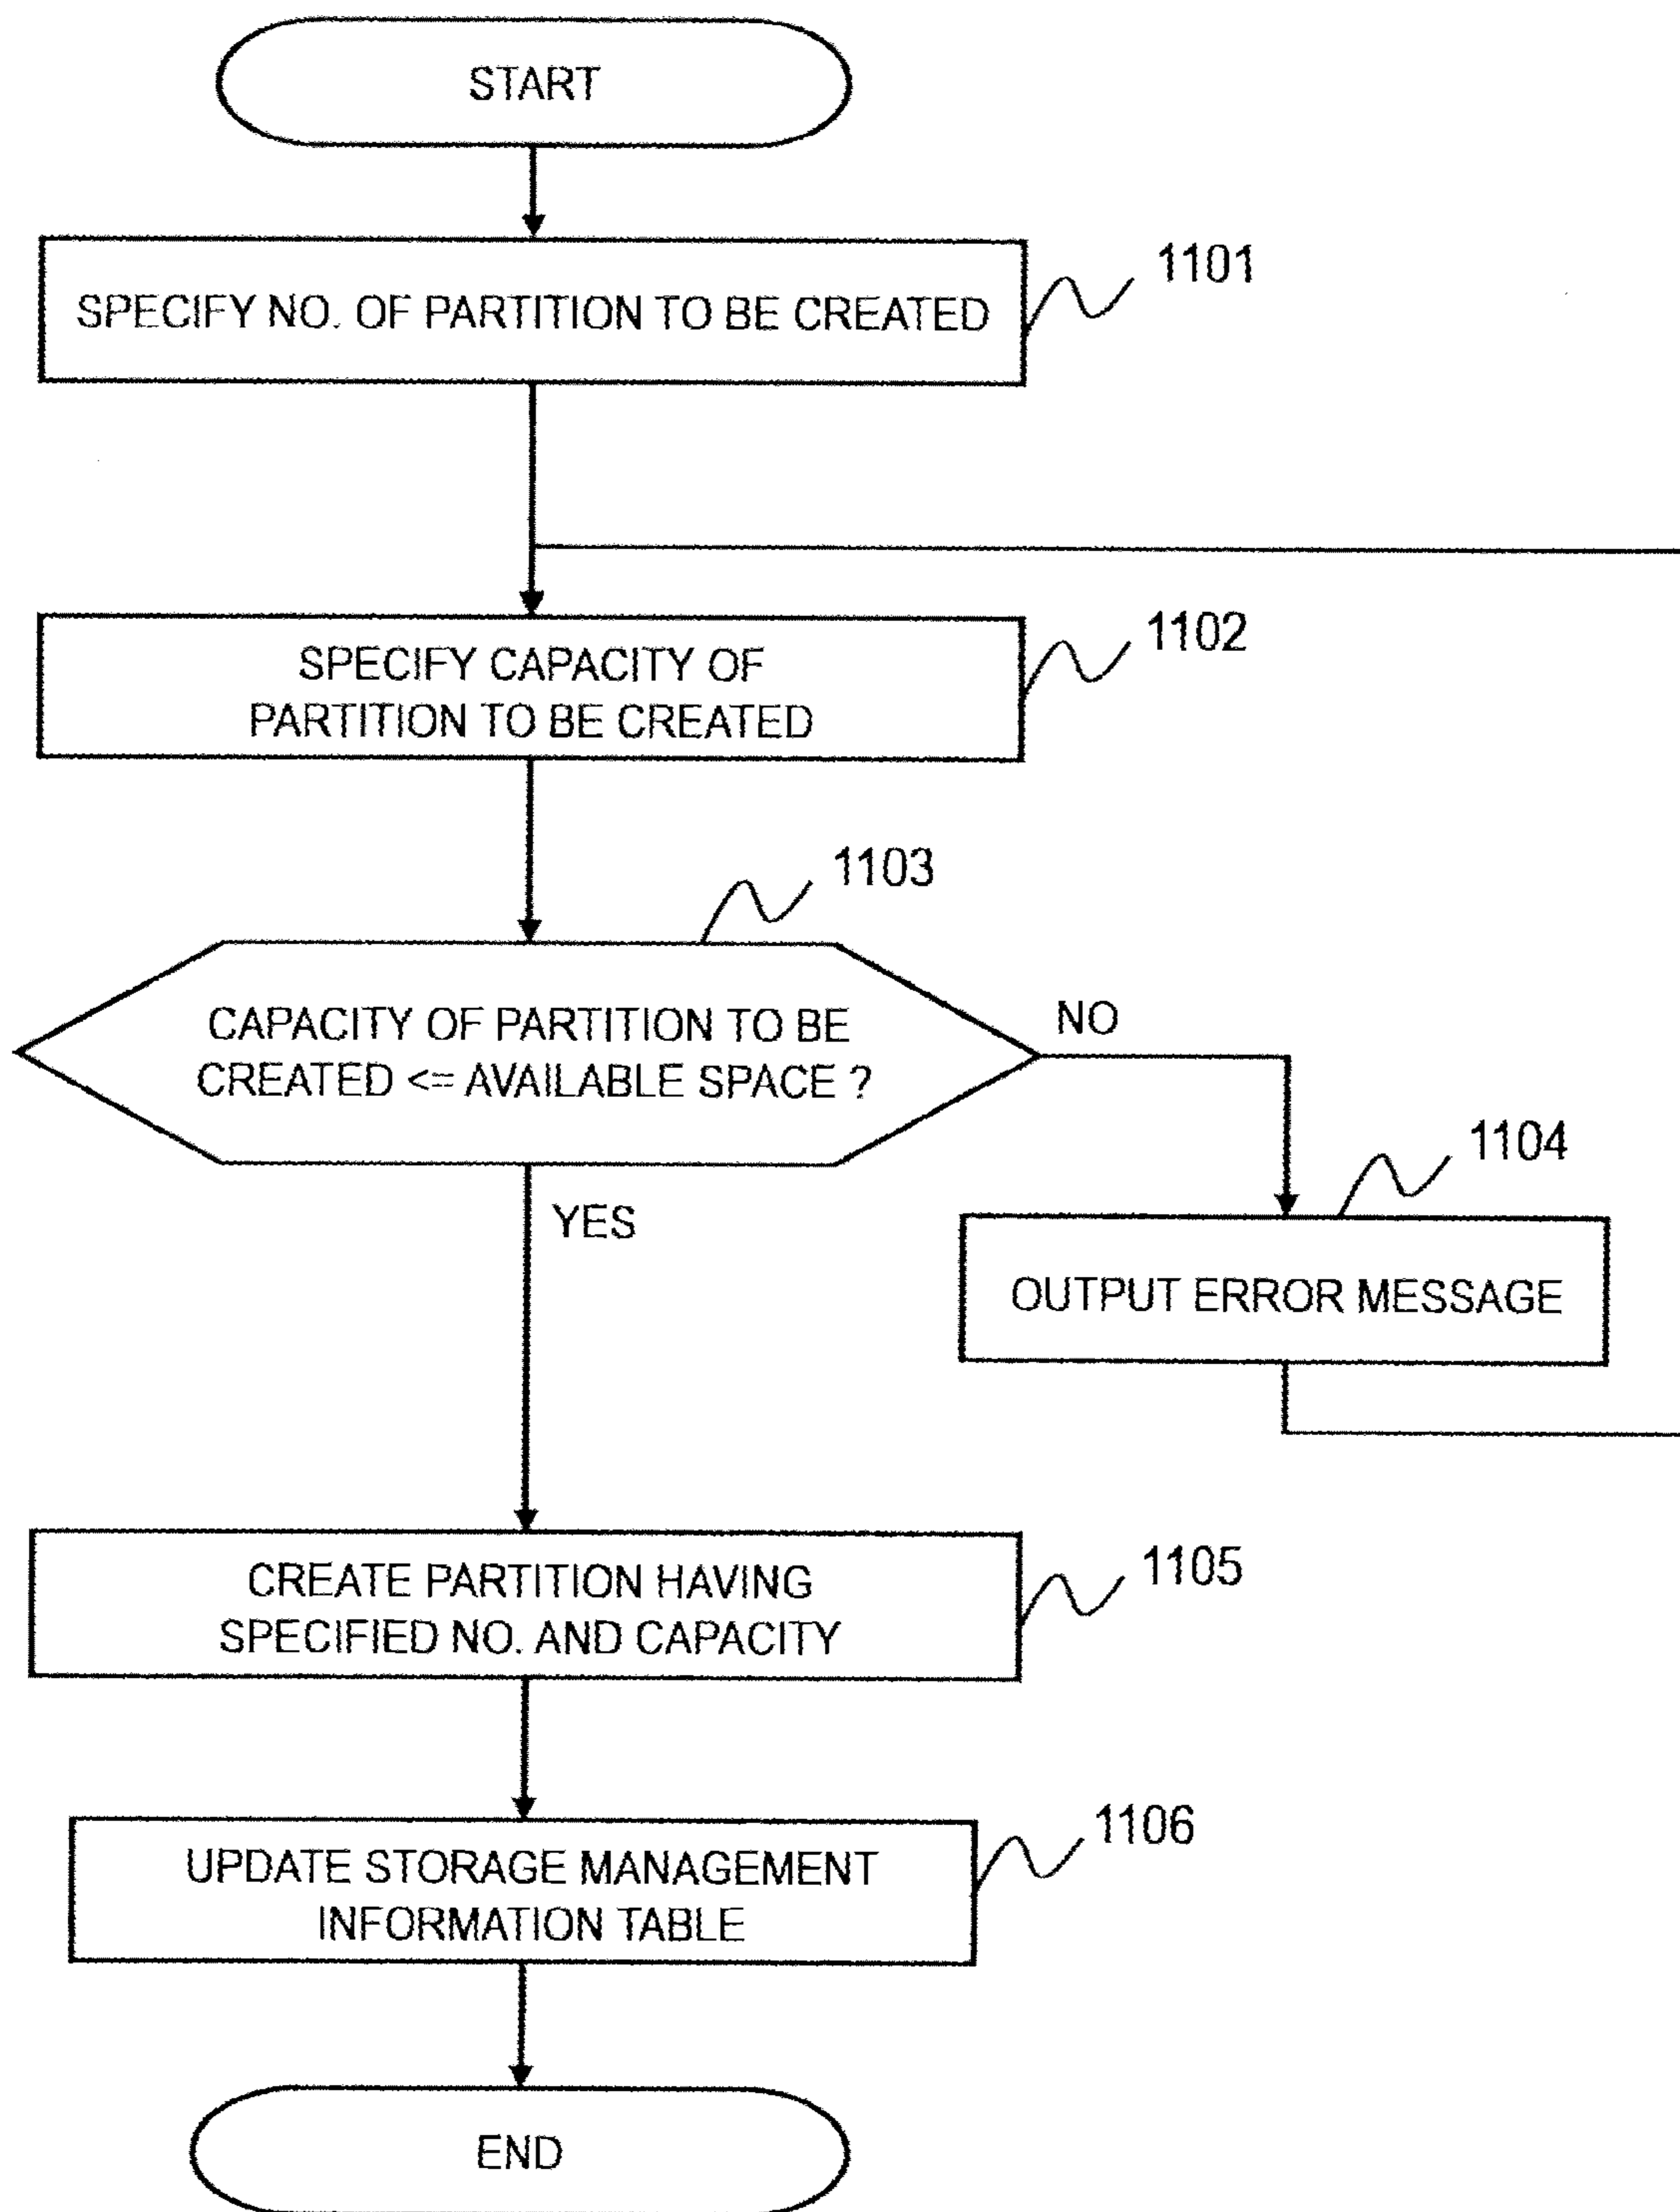 START
1101
SPECIFY NO. OF PARTITION TO BE CREATED
1102
SPECIFY CAPACITY OF
PARTITION TO BE CREATED
1103
CAPACITY OF PARTITION TO BE
CREATED <= AVAILABLE SPACE ?
NO
YES
1104
OUTPUT ERROR MESSAGE
1105
CREATE PARTITION HAVING
SPECIFIED NO. AND CAPACITY
1106
UPDATE STORAGE MANAGEMENT
INFORMATION TABLE
END